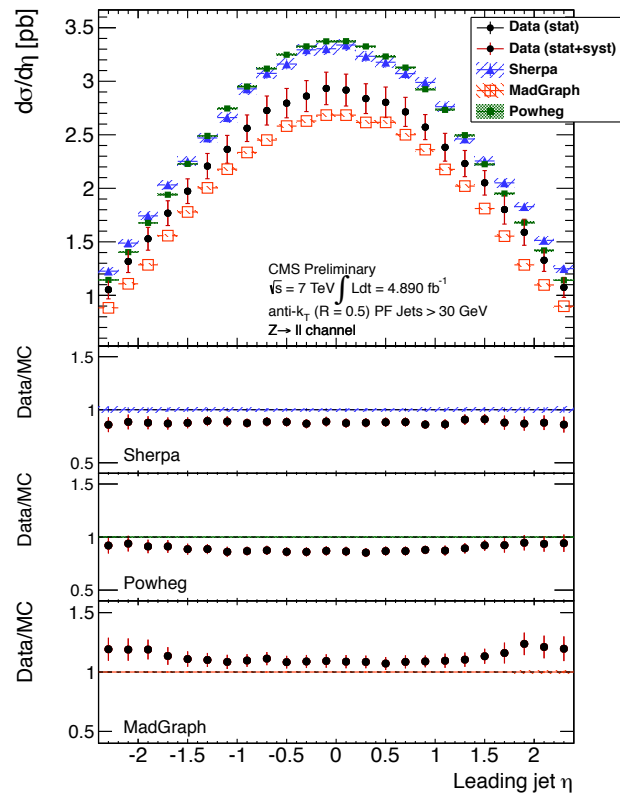 dσ/dη [pb]
3.5
3
2.5
2
1.5
1
Data (stat)
Data (stat+syst)
Sherpa
MadGraph
Powheg
CMS Preliminary
√s = 7 TeV ∫ Ldt = 4.890 fb⁻¹
anti-k_T (R = 0.5) PF Jets > 30 GeV
Z→ ll channel
Data/MC
1.5
1
0.5
Sherpa
Data/MC
1.5
1
0.5
Powheg
Data/MC
1.5
1
0.5
MadGraph
-2 -1.5 -1 -0.5 0 0.5 1 1.5 2
Leading jet η